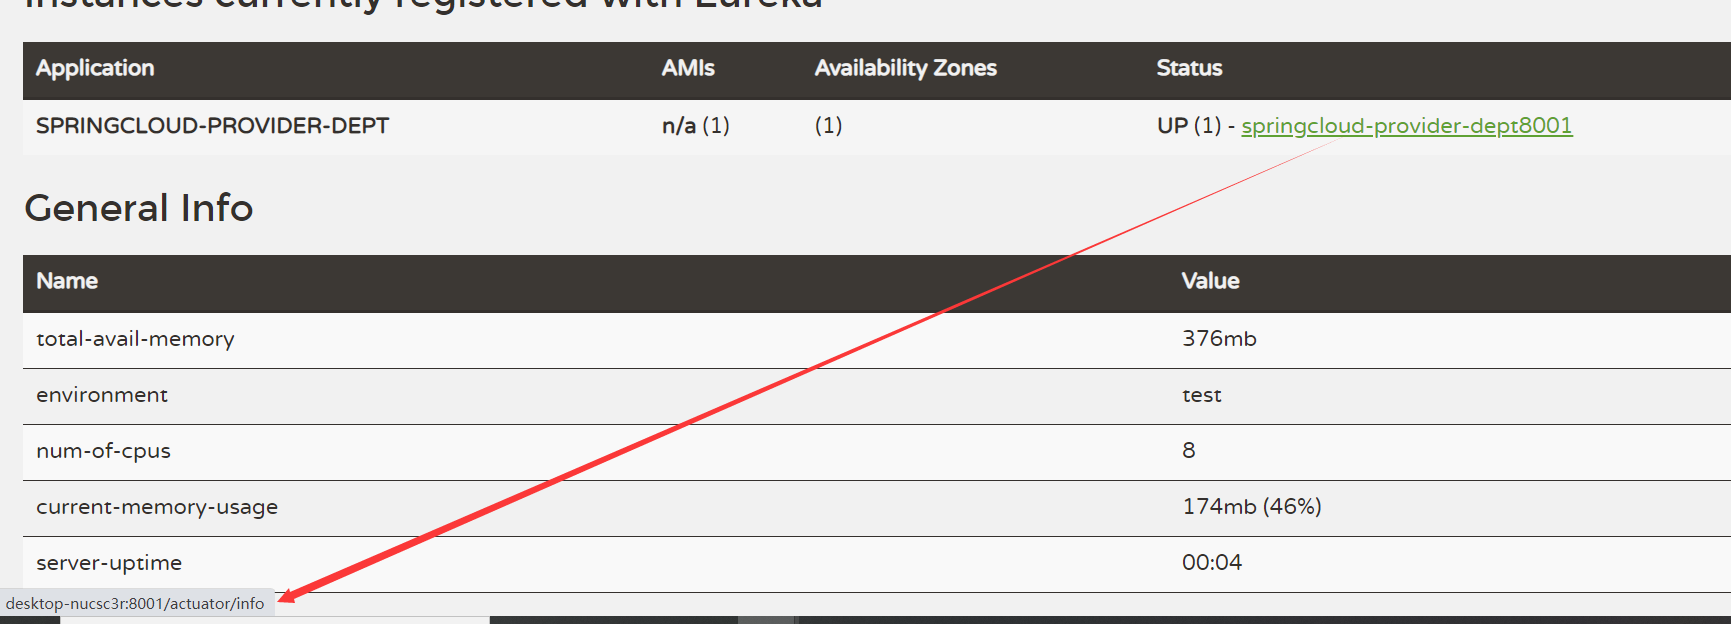 Instances currently registered with Eureka
Application AMIs Availability Zones Status
SPRINGCLOUD-PROVIDER-DEPT n/a (1) (1) UP (1) - springcloud-provider-dept8001
General Info
Name Value
total-avail-memory 376mb
environment test
num-of-cpus 8
current-memory-usage 174mb (46%)
server-uptime 00:04
desktop-nucsc3r:8001/actuator/info